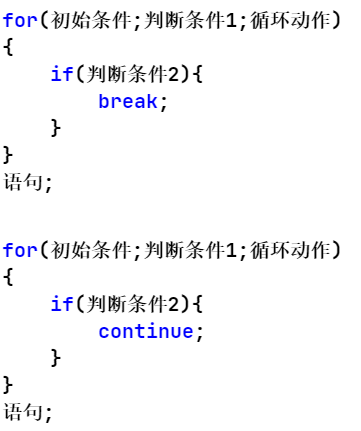 for(初始条件;判断条件1;循环动作)
{
    if(判断条件2){
        break;
    }
}
语句;

for(初始条件;判断条件1;循环动作)
{
    if(判断条件2){
        continue;
    }
}
语句;